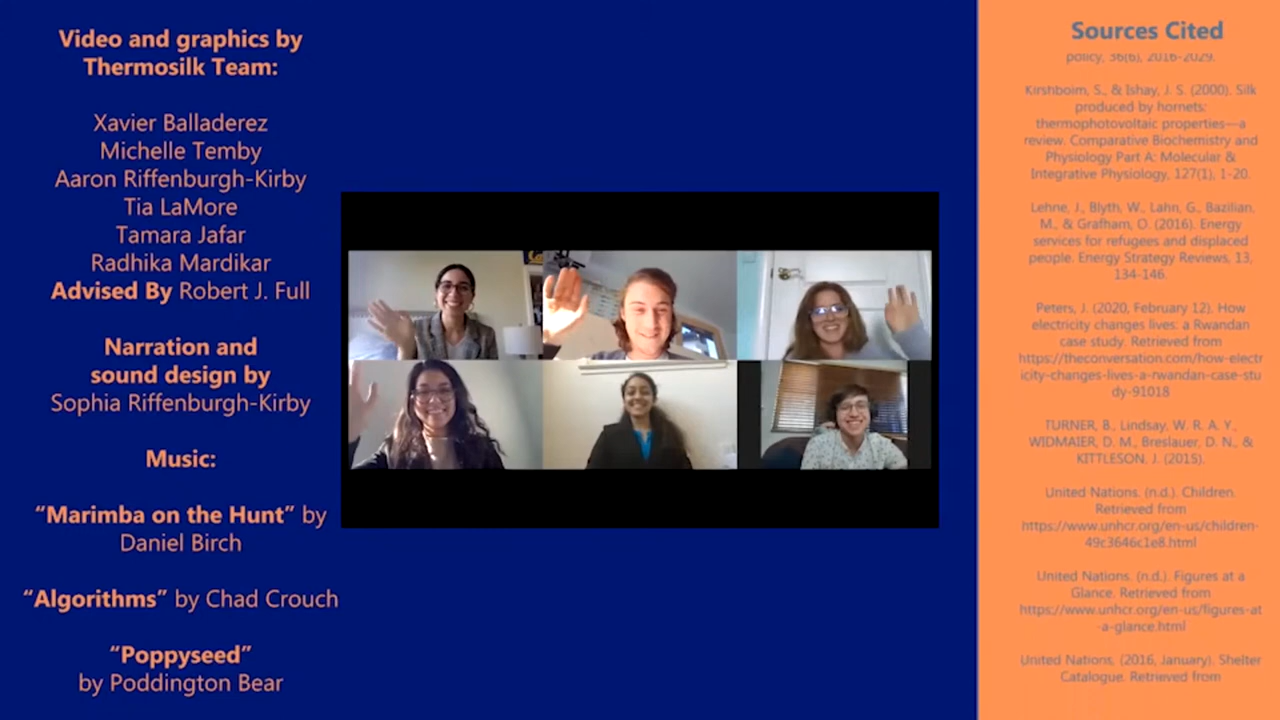 Video and graphics by
Thermosilk Team:
Xavier Balladerez
Michelle Temby
Aaron Riffenburgh-Kirby
Tia LaMore
Tamara Jafar
Radhika Mardikar
Advised By Robert J. Full
Narration and
sound design by
Sophia Riffenburgh-Kirby
Music:
“Marimba on the Hunt” by
Daniel Birch
“Algorithms” by Chad Crouch
“Poppyseed”
by Poddington Bear
Sources Cited
policy, 36(6), 2016-2029.
Kirshboim, S., & Ishay, J. S. (2000). Silk
produced by hornets:
thermophotovoltaic properties—a
review. Comparative Biochemistry and
Physiology Part A: Molecular &
Integrative Physiology, 127(1), 1-20.
Lehne, J., Blyth, W., Lahn, G., Bazilian,
M., & Grafham, O. (2016). Energy
services for refugees and displaced
people. Energy Strategy Reviews, 13,
134-146.
Peters, J. (2020, February 12). How
electricity changes lives: a Rwandan
case study. Retrieved from
https://theconversation.com/how-electr
icity-changes-lives-a-rwandan-case-stu
dy-91018
TURNER, B., Lindsay, W. R. A. Y.,
WIDMAIER, D. M., Breslauer, D. N., &
KITTLESON, J. (2015).
United Nations. (n.d.). Children.
Retrieved from
https://www.unhcr.org/en-us/children-
49c3646c1e8.html
United Nations. (n.d.). Figures at a
Glance. Retrieved from
https://www.unhcr.org/en-us/figures-at
-a-glance.html
United Nations. (2016, January). Shelter
Catalogue. Retrieved from